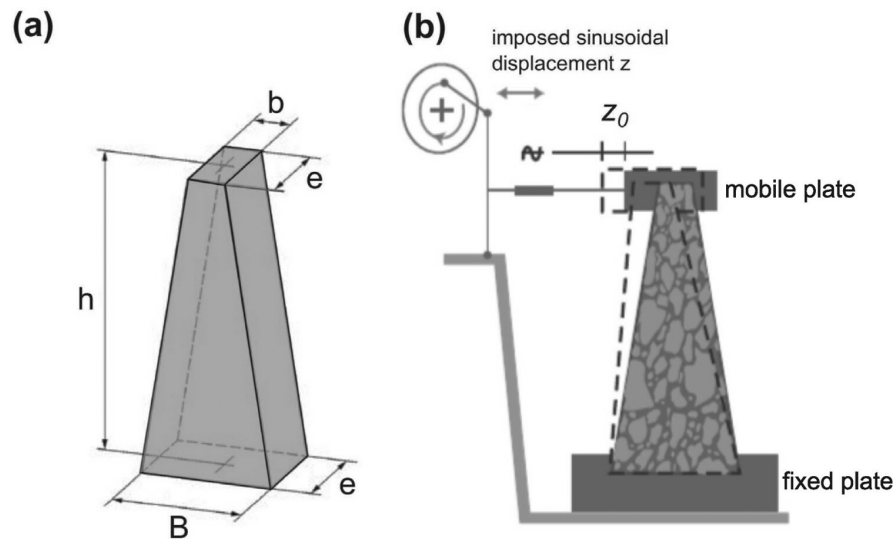 (a)
b
e
h
e
B
(b)
imposed sinusoidal
displacement z
z0
mobile plate
fixed plate